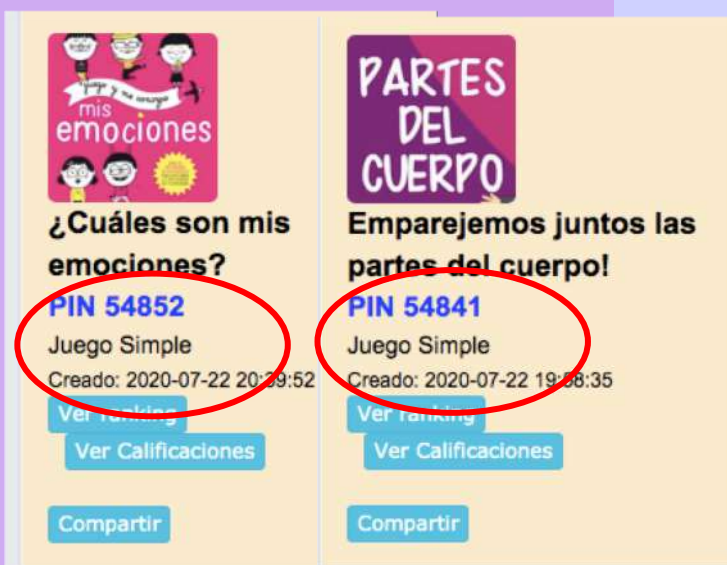 juego y me conozco
mis
emociones
¿Cuáles son mis
emociones?
PIN 54852
Juego Simple
Creado: 2020-07-22 20:39:52
Ver ranking
Ver Calificaciones
Compartir
PARTES
DEL
CUERPO
Emparejemos juntos las
partes del cuerpo!
PIN 54841
Juego Simple
Creado: 2020-07-22 19:58:35
Ver ranking
Ver Calificaciones
Compartir